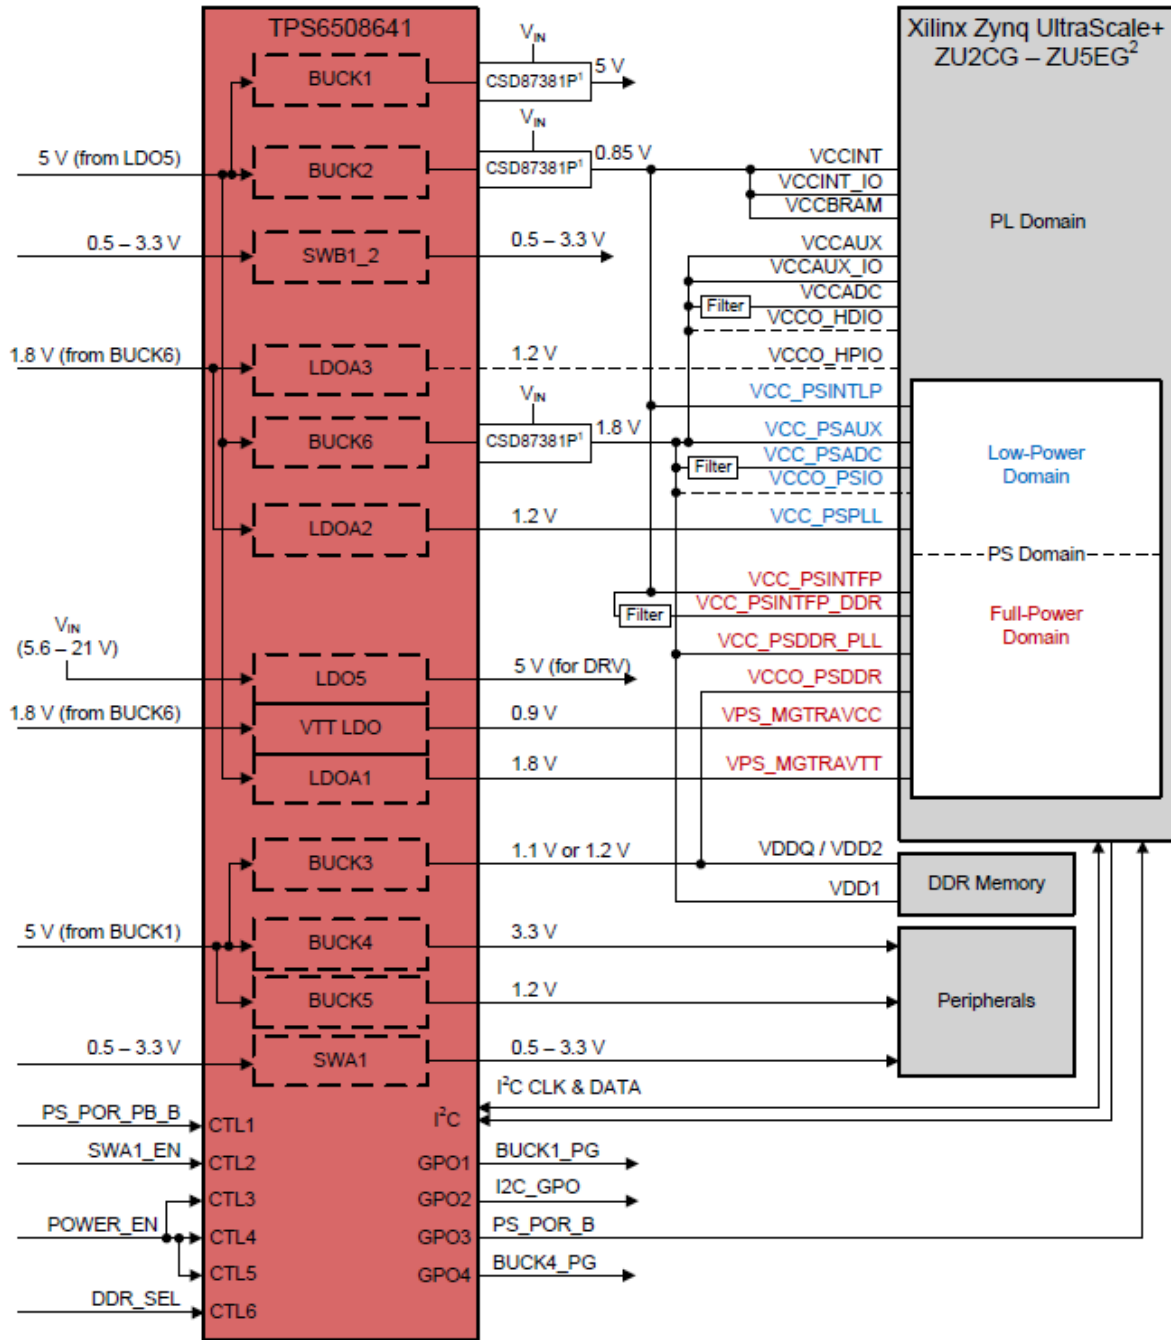 TPS6508641
Xilinx Zynq UltraScale+
ZU2CG – ZU5EG²
V_IN
BUCK1
CSD87381P¹
5 V
V_IN
5 V (from LDO5)
BUCK2
CSD87381P¹
0.85 V
VCCINT
VCCINT_IO
VCCBRAM
PL Domain
0.5 – 3.3 V
SWB1_2
0.5 – 3.3 V
VCCAUX
VCCAUX_IO
Filter
VCCADC
VCCO_HDIO
1.8 V (from BUCK6)
LDOA3
1.2 V
VCCO_HPIO
V_IN
VCC_PSINTLP
BUCK6
CSD87381P¹
1.8 V
VCC_PSAUX
Filter
VCC_PSADC
VCCO_PSIO
Low-Power
Domain
LDOA2
1.2 V
VCC_PSPLL
PS Domain
VCC_PSINTFP
Filter
VCC_PSINTFP_DDR
Full-Power
Domain
V_IN
(5.6 – 21 V)
VCC_PSDDR_PLL
LDO5
5 V (for DRV)
VCCO_PSDDR
1.8 V (from BUCK6)
VTT LDO
0.9 V
VPS_MGTRAVCC
LDOA1
1.8 V
VPS_MGTRAVTT
BUCK3
1.1 V or 1.2 V
VDDQ / VDD2
VDD1
DDR Memory
5 V (from BUCK1)
BUCK4
3.3 V
BUCK5
1.2 V
Peripherals
0.5 – 3.3 V
SWA1
0.5 – 3.3 V
I²C CLK & DATA
PS_POR_PB_B
CTL1
I²C
SWA1_EN
CTL2
GPO1
BUCK1_PG
CTL3
GPO2
I2C_GPO
POWER_EN
CTL4
GPO3
PS_POR_B
CTL5
GPO4
BUCK4_PG
DDR_SEL
CTL6